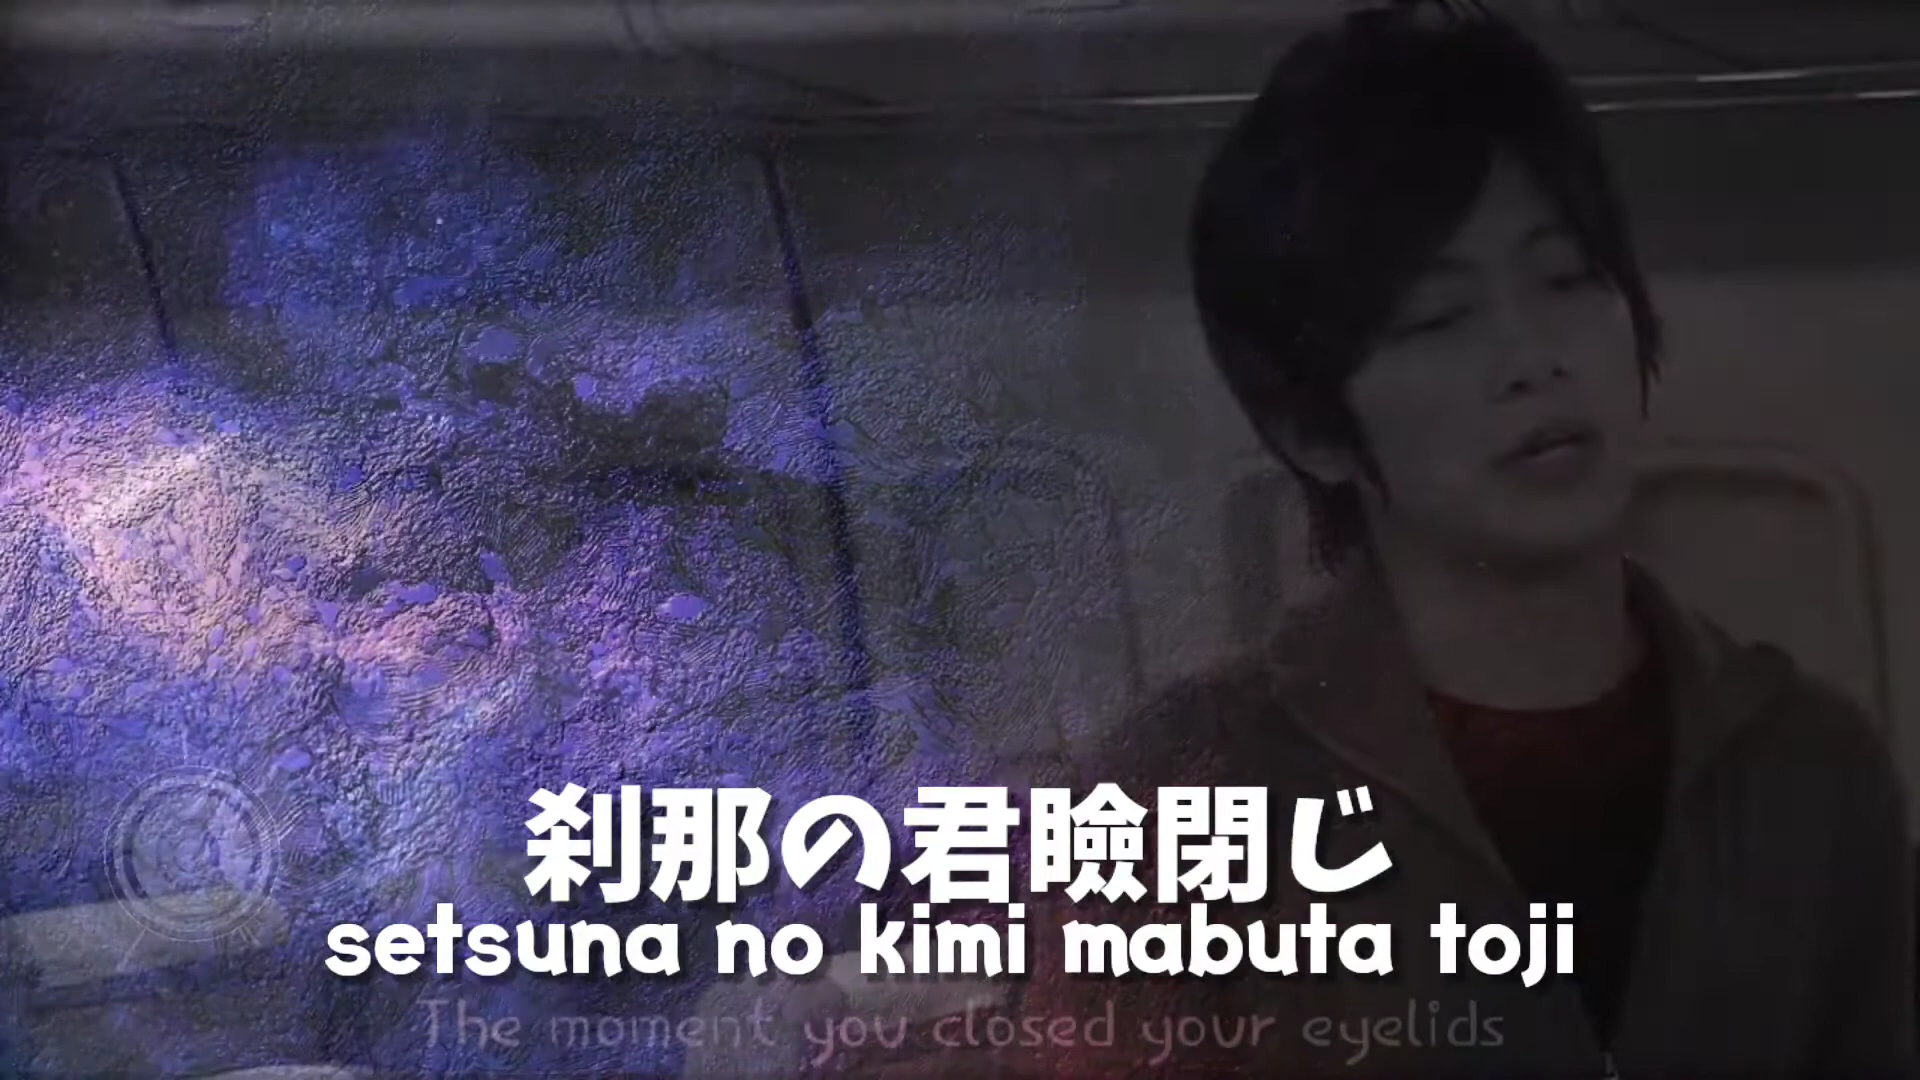 刹那の君瞼閉じ
setsuna no kimi mabuta toji
The moment you closed your eyelids